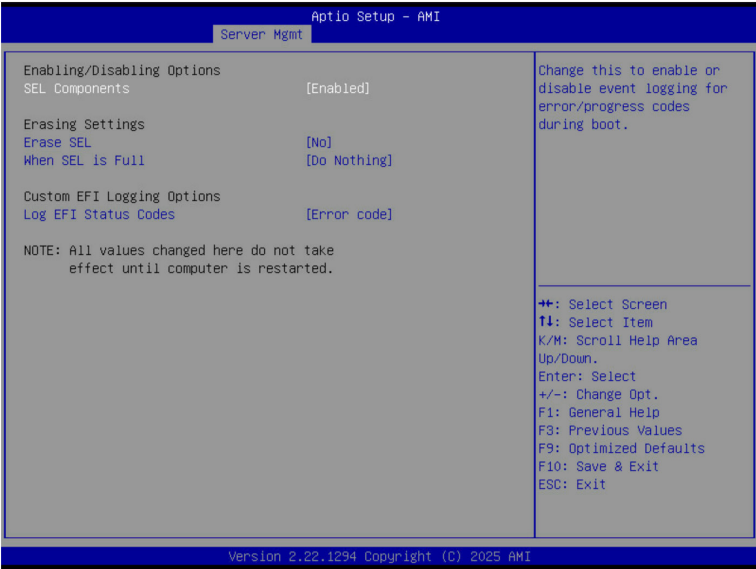 Aptio Setup - AMI
Server Mgmt
Enabling/Disabling Options
SEL Components [Enabled]
Erasing Settings
Erase SEL [No]
When SEL is Full [Do Nothing]
Custom EFI Logging Options
Log EFI Status Codes [Error code]
NOTE: All values changed here do not take
effect until computer is restarted.
Change this to enable or
disable event logging for
error/progress codes
during boot.
→←: Select Screen
↑↓: Select Item
K/M: Scroll Help Area
Up/Down.
Enter: Select
+/-: Change Opt.
F1: General Help
F3: Previous Values
F9: Optimized Defaults
F10: Save & Exit
ESC: Exit
Version 2.22.1294 Copyright (C) 2025 AMI